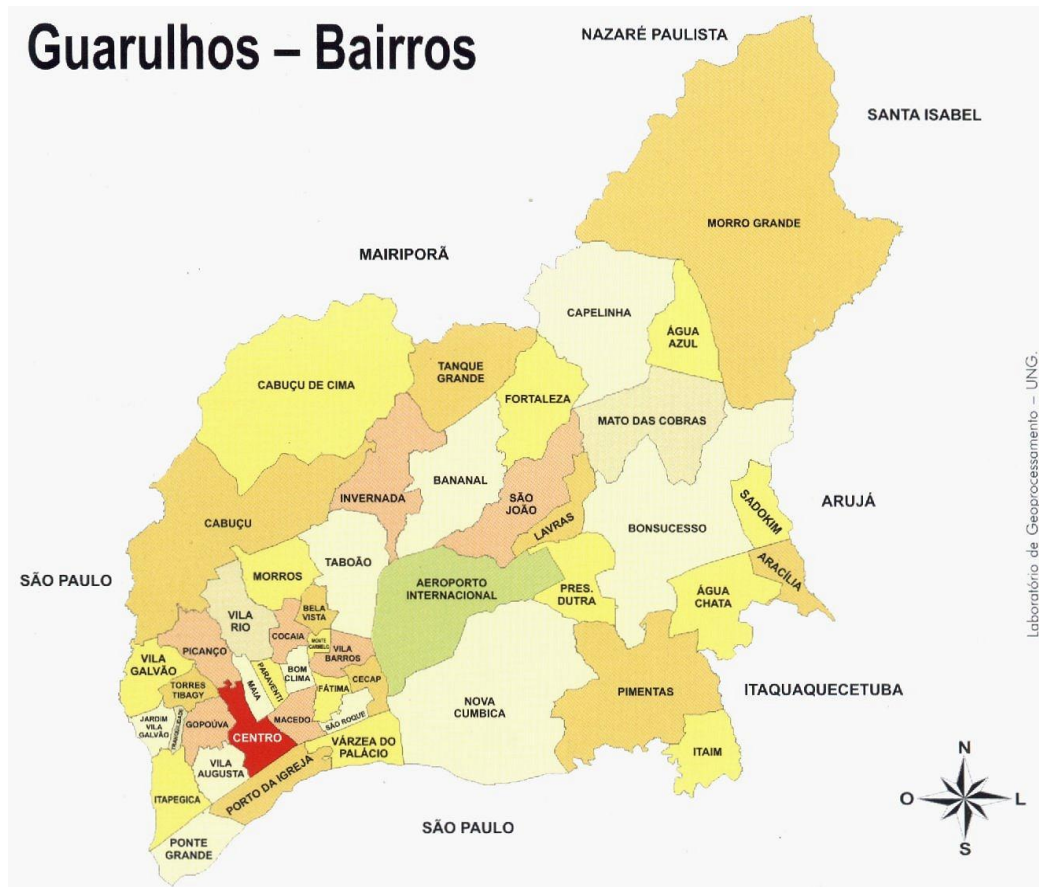 Guarulhos – Bairros
NAZARÉ PAULISTA
SANTA ISABEL
MORRO GRANDE
MAIRIPORÃ
CAPELINHA
ÁGUA
AZUL
TANQUE
GRANDE
CABUÇU DE CIMA
FORTALEZA
MATO DAS COBRAS
BANANAL
INVERNADA
SÃO
JOÃO
LAVRAS
BONSUCESSO
SADOKIM
ARUJÁ
CABUÇU
TABOÃO
ARACÍLIA
SÃO PAULO
MORROS
AEROPORTO
INTERNACIONAL
PRES.
DUTRA
ÁGUA
CHATA
VILA
RIO
BELA
VISTA
COCAIA
MONTE
CARMELO
VILA
BARROS
PICANÇO
VILA
GALVÃO
MAIA
PARAVENTI
BOM
CLIMA
FÁTIMA
CECAP
TORRES
TIBAGY
PIMENTAS
ITAQUAQUECETUBA
NOVA
CUMBICA
JARDIM
VILA
GALVÃO
TRANQUILIDADE
GOPOÚVA
CENTRO
MACEDO
SÃO ROQUE
VÁRZEA DO
PALÁCIO
ITAIM
VILA
AUGUSTA
PORTO DA IGREJA
ITAPEGICA
PONTE
GRANDE
SÃO PAULO
N
O
L
S
Laboratório de Geoprocessamento – UNG.